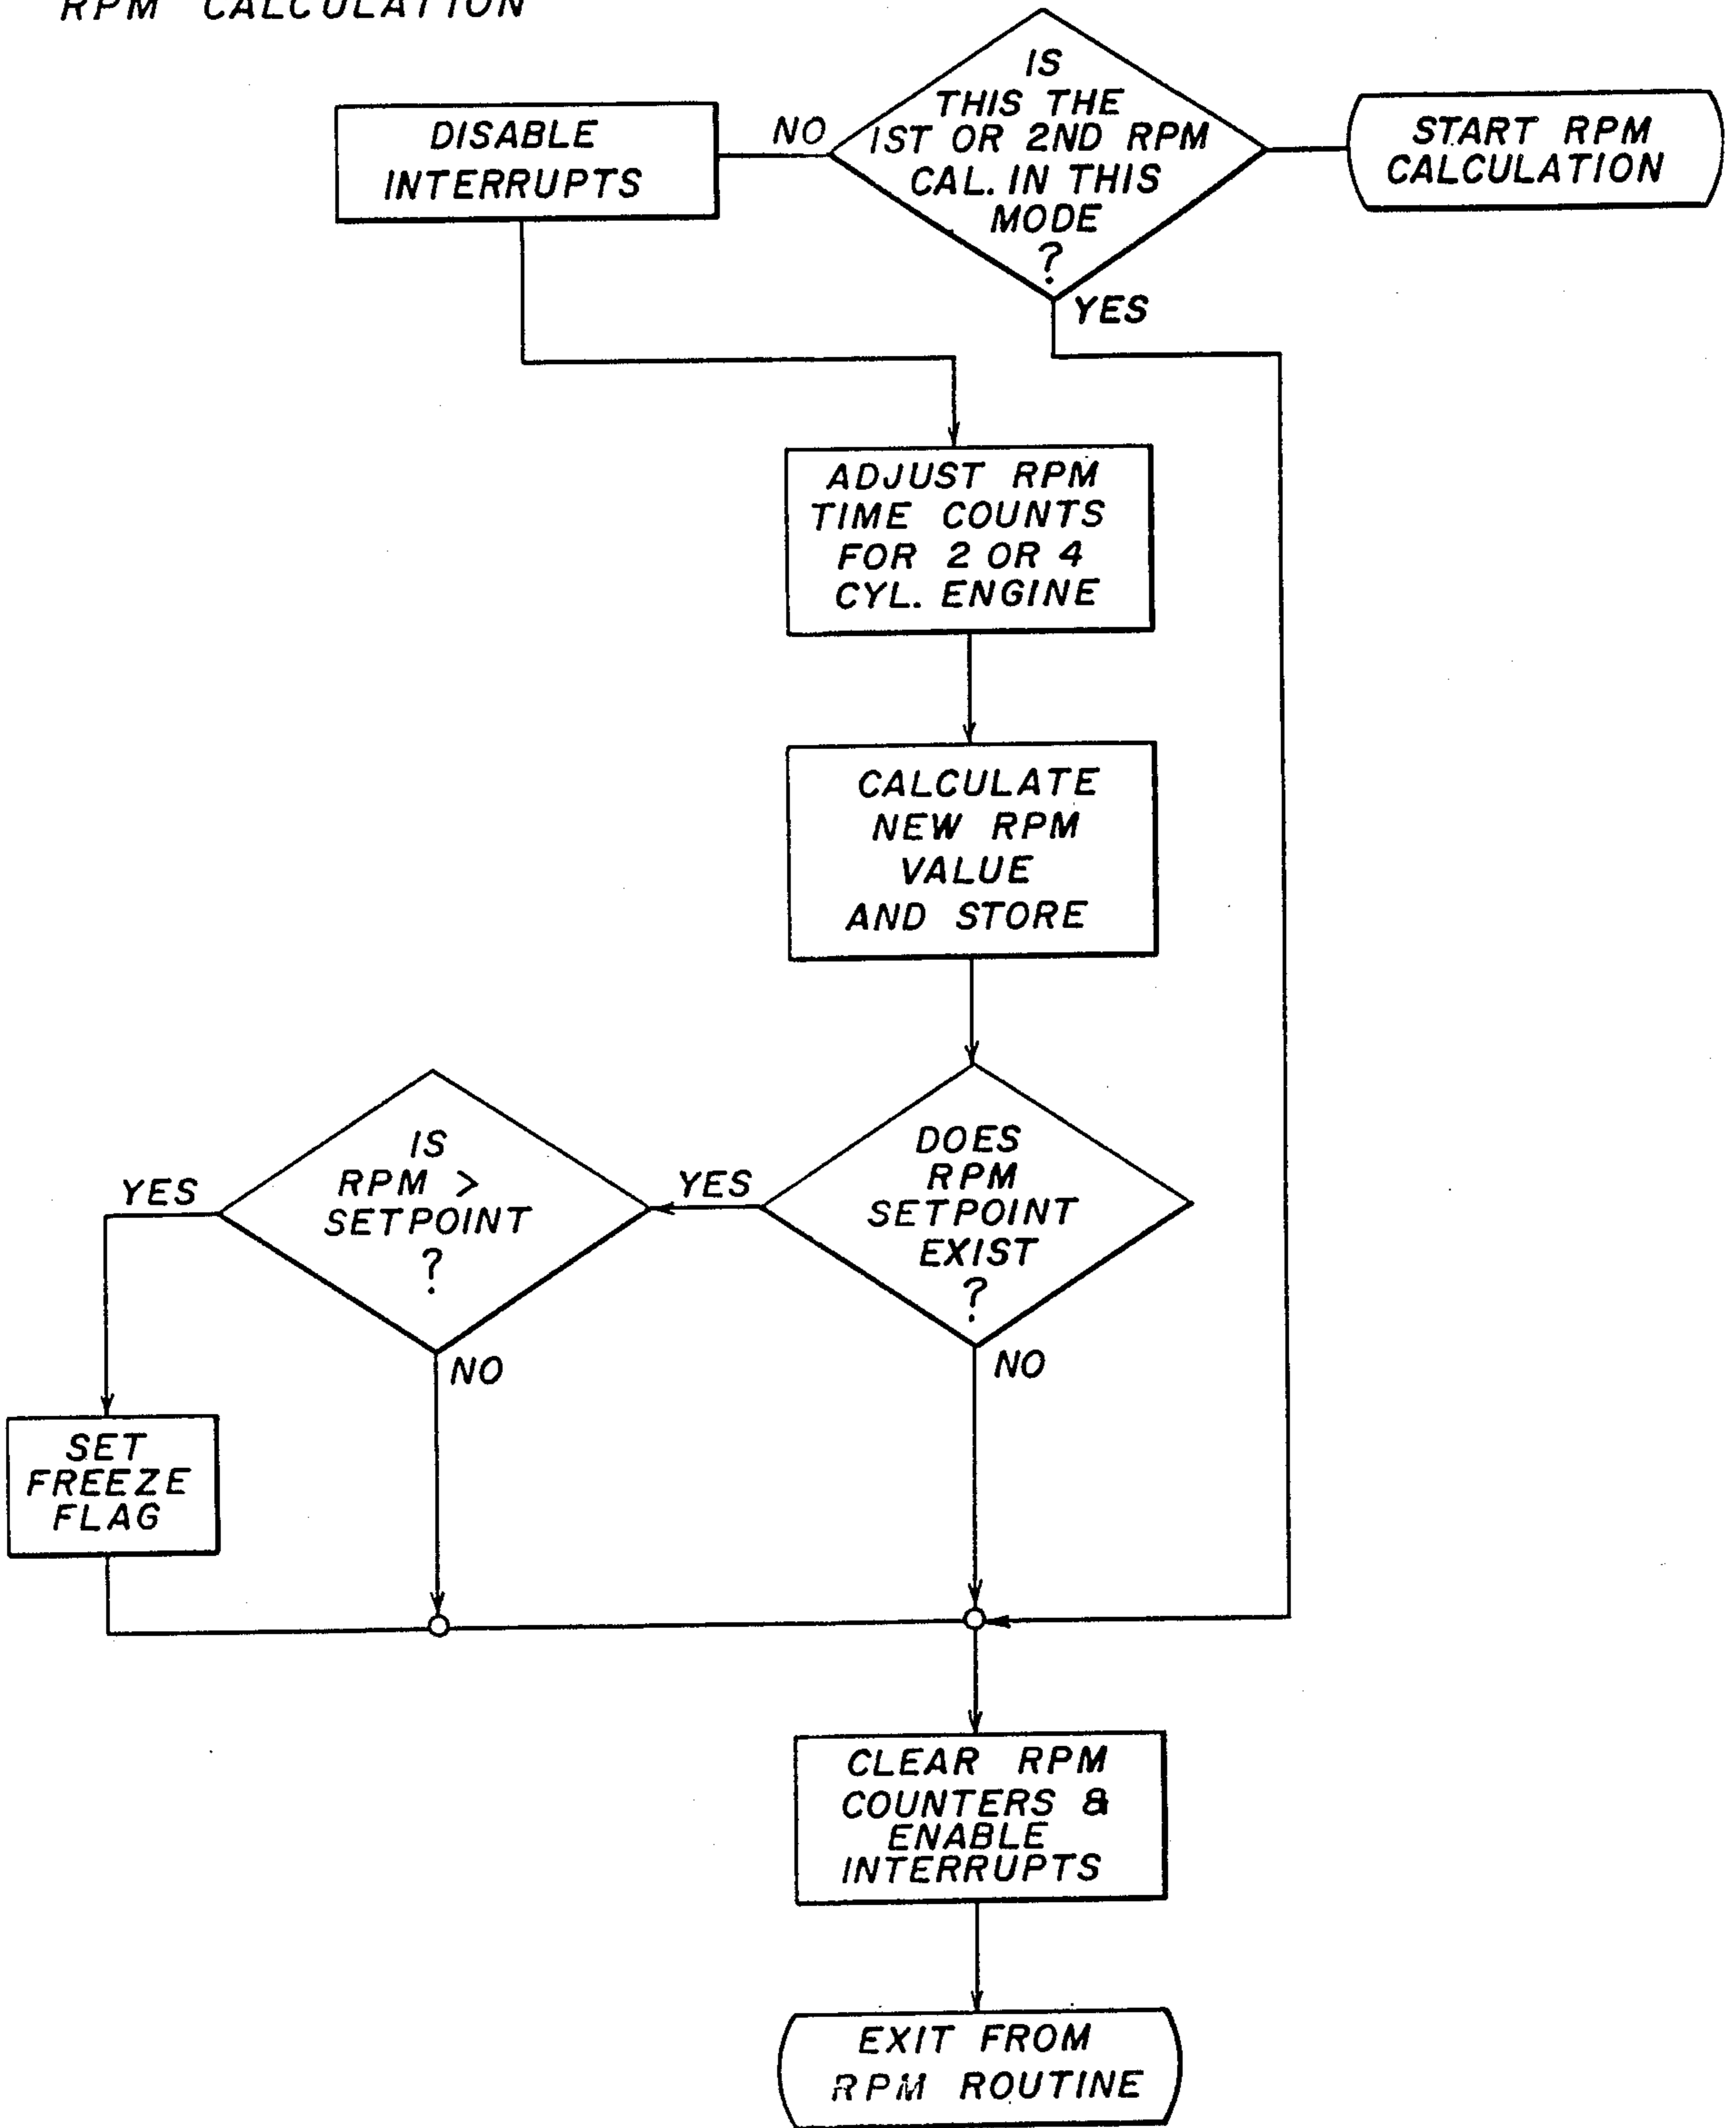 RPM CALCULATION
START RPM
CALCULATION
IS
THIS THE
1ST OR 2ND RPM
CAL. IN THIS
MODE
?
NO
YES
DISABLE
INTERRUPTS
ADJUST RPM
TIME COUNTS
FOR 2 OR 4
CYL. ENGINE
CALCULATE
NEW RPM
VALUE
AND STORE
DOES
RPM
SETPOINT
EXIST
?
YES
NO
IS
RPM >
SETPOINT
?
YES
NO
SET
FREEZE
FLAG
CLEAR RPM
COUNTERS &
ENABLE
INTERRUPTS
EXIT FROM
RPM ROUTINE